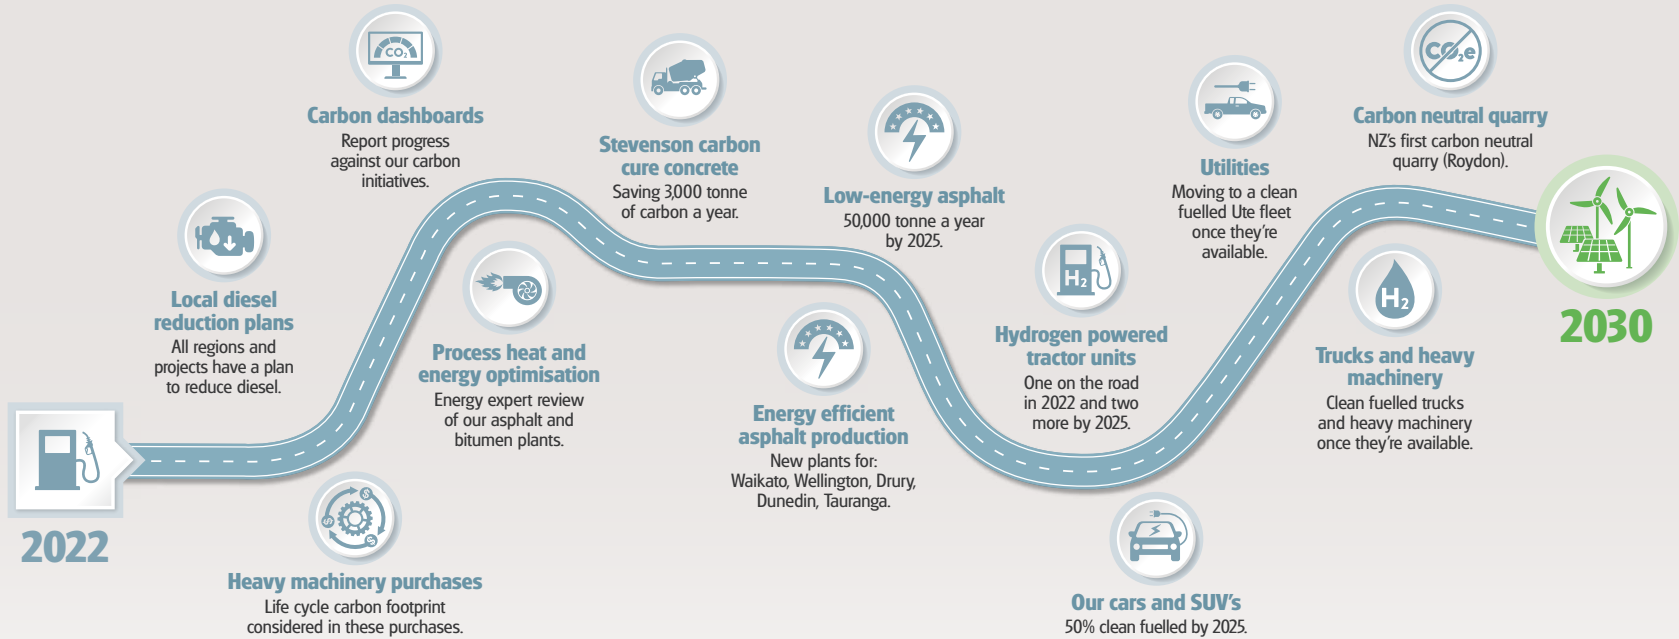 2022
Local diesel
reduction plans
All regions and
projects have a plan
to reduce diesel.
Heavy machinery purchases
Life cycle carbon footprint
considered in these purchases.
CO₂
Carbon dashboards
Report progress
against our carbon
initiatives.
Process heat and
energy optimisation
Energy expert review
of our asphalt and
bitumen plants.
Stevenson carbon
cure concrete
Saving 3,000 tonne
of carbon a year.
Energy efficient
asphalt production
New plants for:
Waikato, Wellington, Drury,
Dunedin, Tauranga.
Low-energy asphalt
50,000 tonne a year
by 2025.
H₂
Hydrogen powered
tractor units
One on the road
in 2022 and two
more by 2025.
Our cars and SUV's
50% clean fuelled by 2025.
Utilities
Moving to a clean
fuelled Ute fleet
once they're
available.
H₂
Trucks and heavy
machinery
Clean fuelled trucks
and heavy machinery
once they're available.
CO₂e
Carbon neutral quarry
NZ's first carbon neutral
quarry (Roydon).
2030